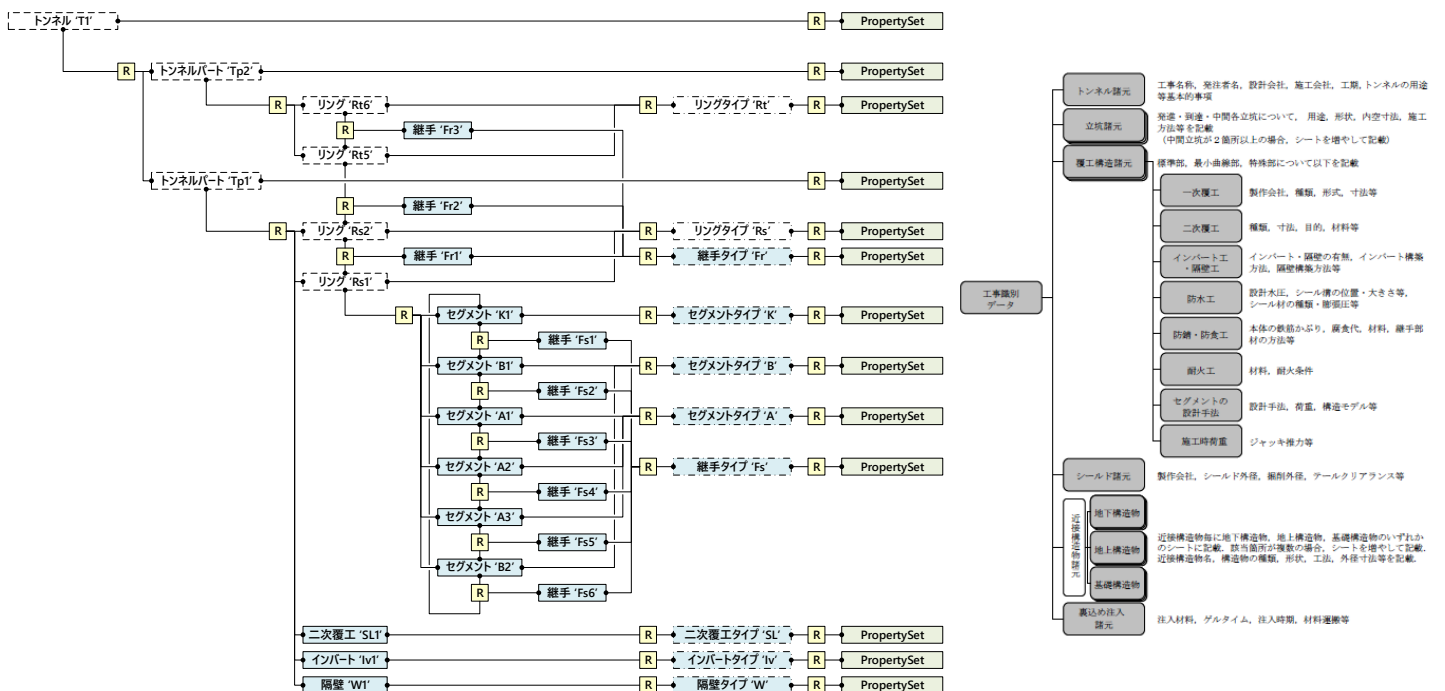 トンネル 'T1'
R
PropertySet
R
トンネルパート 'Tp2'
R
PropertySet
R
リング 'Rt6'
R
リングタイプ 'Rt'
R
PropertySet
R
継手 'Fr3'
リング 'Rt5'
トンネルパート 'Tp1'
R
PropertySet
R
継手 'Fr2'
R
リング 'Rs2'
R
リングタイプ 'Rs'
R
PropertySet
R
継手 'Fr1'
R
継手タイプ 'Fr'
R
PropertySet
リング 'Rs1'
R
セグメント 'K1'
R
セグメントタイプ 'K'
R
PropertySet
R
継手 'Fs1'
セグメント 'B1'
R
セグメントタイプ 'B'
R
PropertySet
R
継手 'Fs2'
セグメント 'A1'
R
セグメントタイプ 'A'
R
PropertySet
R
継手 'Fs3'
セグメント 'A2'
R
継手タイプ 'Fs'
R
PropertySet
R
継手 'Fs4'
セグメント 'A3'
R
継手 'Fs5'
セグメント 'B2'
R
継手 'Fs6'
二次覆工 'SL1'
R
二次覆工タイプ 'SL'
R
PropertySet
インバート 'Iv1'
R
インバートタイプ 'Iv'
R
PropertySet
隔壁 'W1'
R
隔壁タイプ 'W'
R
PropertySet
工事識別
データ
トンネル諸元
工事名称，発注者名，設計会社，施工会社，工期，トンネルの用途
等基本的事項
立坑諸元
発進・到達・中間各立坑について，用途，形状，内空寸法，施工
方法等を記載
（中間立坑が２箇所以上の場合，シートを増やして記載）
覆工構造諸元
標準部，最小曲線部，特殊部について以下を記載
一次覆工
製作会社，種類，形式，寸法等
二次覆工
種類，寸法，目的，材料等
インバート工
・隔壁工
インバート・隔壁の有無，インバート構築
方法，隔壁構築方法等
防水工
設計水圧，シール溝の位置・大きさ等，
シール材の種類・膨張圧等
防錆・防食工
本体の鉄筋かぶり，腐食代，材料，継手部
材の方法等
耐火工
材料，耐火条件
セグメントの
設計手法
設計手法，荷重，構造モデル等
施工時荷重
ジャッキ推力等
シールド諸元
製作会社，シールド外径，掘削外径，テールクリアランス等
近接構造物諸元
地下構造物
地上構造物
基礎構造物
近接構造物毎に地下構造物，地上構造物，基礎構造物のいずれか
のシートに記載．該当箇所が複数の場合，シートを増やして記載．
近接構造物名，構造物の種類，形状，工法，外径寸法等を記載．
裏込め注入
諸元
注入材料，ゲルタイム，注入時期，材料運搬等